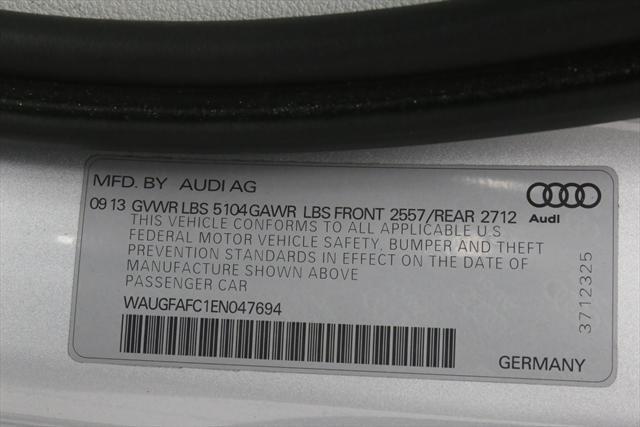 MFD. BY AUDI AG
09 13 GVWR LBS 5104 GAWR LBS FRONT 2557/REAR 2712
THIS VEHICLE CONFORMS TO ALL APPLICABLE U.S
FEDERAL MOTOR VEHICLE SAFETY, BUMPER AND THEFT
PREVENTION STANDARDS IN EFFECT ON THE DATE OF
MANUFACTURE SHOWN ABOVE
PASSENGER CAR
WAUGFAFC1EN047694
Audi
3712325
GERMANY